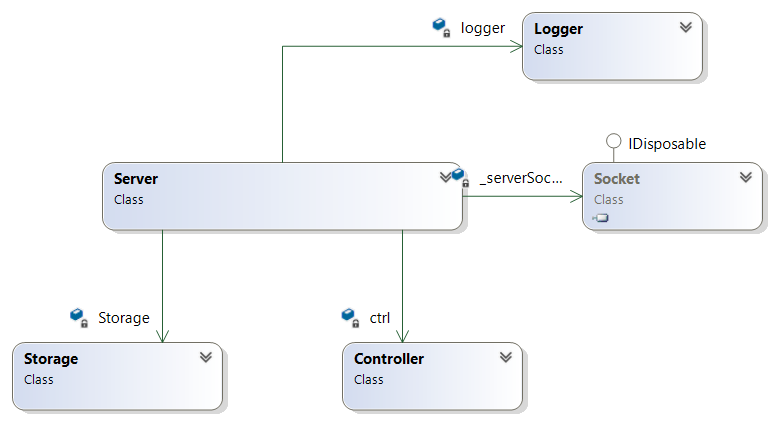 logger
Logger
Class
IDisposable
Server
Class
_serverSoc...
Socket
Class
Storage
ctrl
Storage
Class
Controller
Class